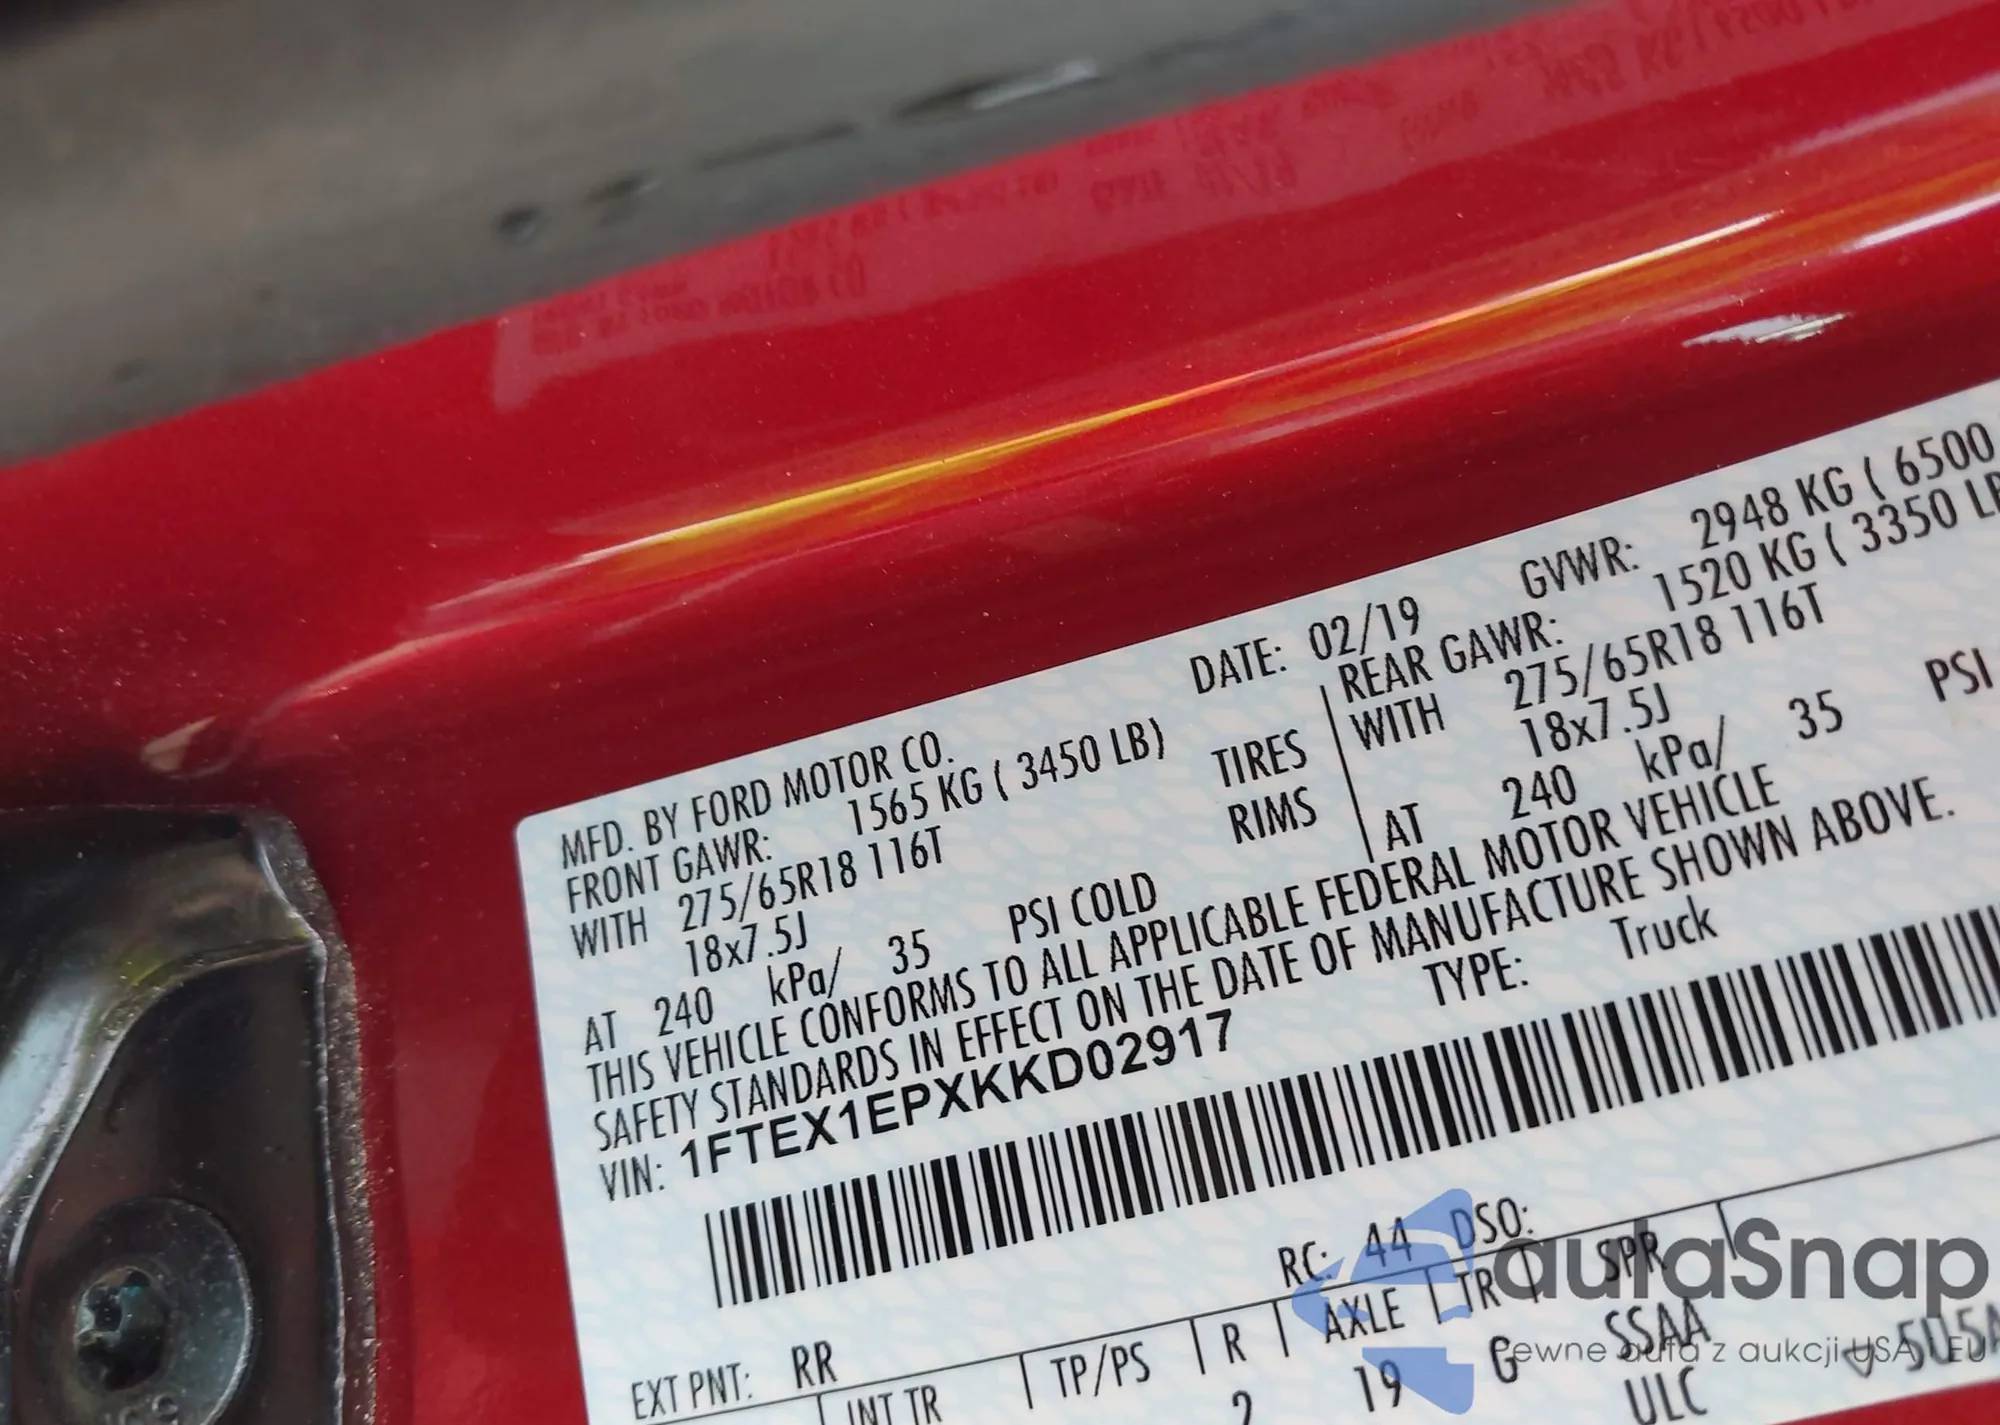 MFD. BY FORD MOTOR CO. DATE: 02/19 GVWR: 2948 KG ( 6500
FRONT GAWR: 1565 KG ( 3450 LB) REAR GAWR: 1520 KG ( 3350 LB
WITH 275/65R18 116T TIRES WITH 275/65R18 116T
18x7.5J RIMS 18x7.5J
AT 240 kPa/ 35 PSI COLD AT 240 kPa/ 35 PSI
THIS VEHICLE CONFORMS TO ALL APPLICABLE FEDERAL MOTOR VEHICLE
SAFETY STANDARDS IN EFFECT ON THE DATE OF MANUFACTURE SHOWN ABOVE.
VIN: 1FTEX1EPXKKD02917 TYPE: Truck
EXT PNT: RR RC: 44 DSO:
INT TR TP/PS R AXLE TR SPR
2 19 G SSAA
ULC
autaSnap
Pewne auta z aukcji USA i EU